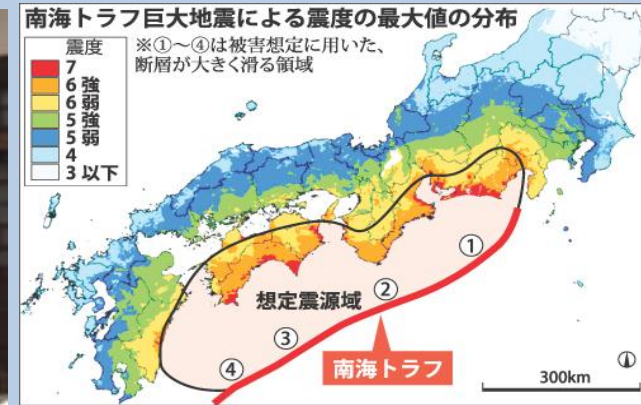 南海トラフ巨大地震による震度の最大値の分布
震度
7
6強
6弱
5強
5弱
4
3以下
※①〜④は被害想定に用いた、
断層が大きく滑る領域
①
②
想定震源域
③
④
南海トラフ
300km